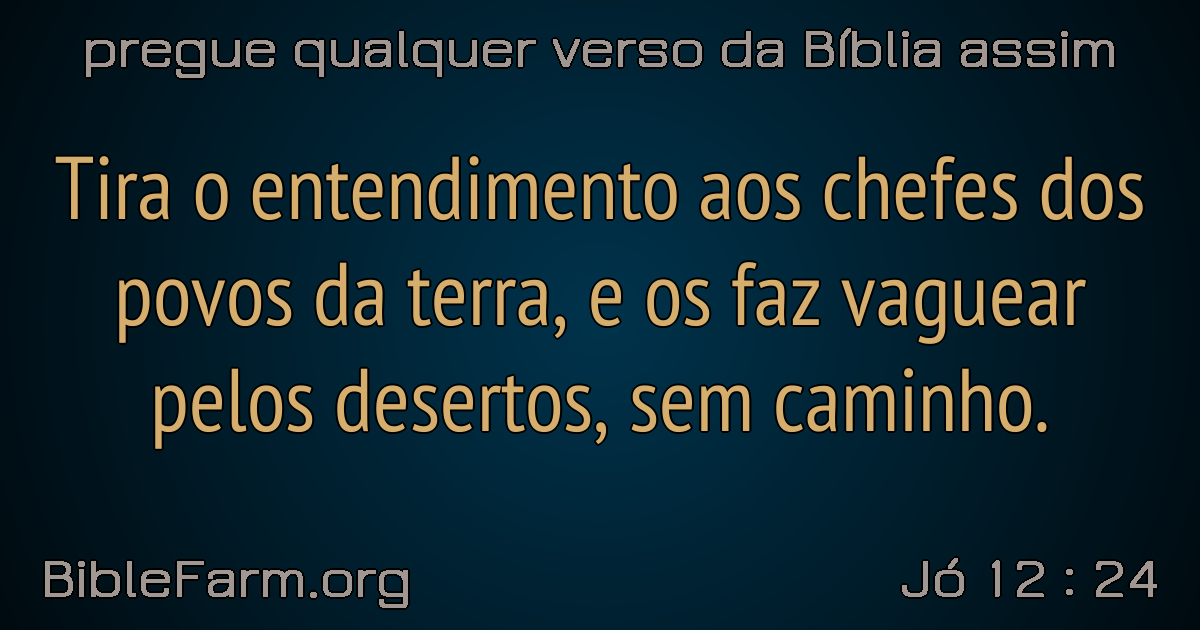 pregue qualquer verso da Bíblia assim
Tira o entendimento aos chefes dos
povos da terra, e os faz vaguear
pelos desertos, sem caminho.
BibleFarm.org
Jó 12 : 24